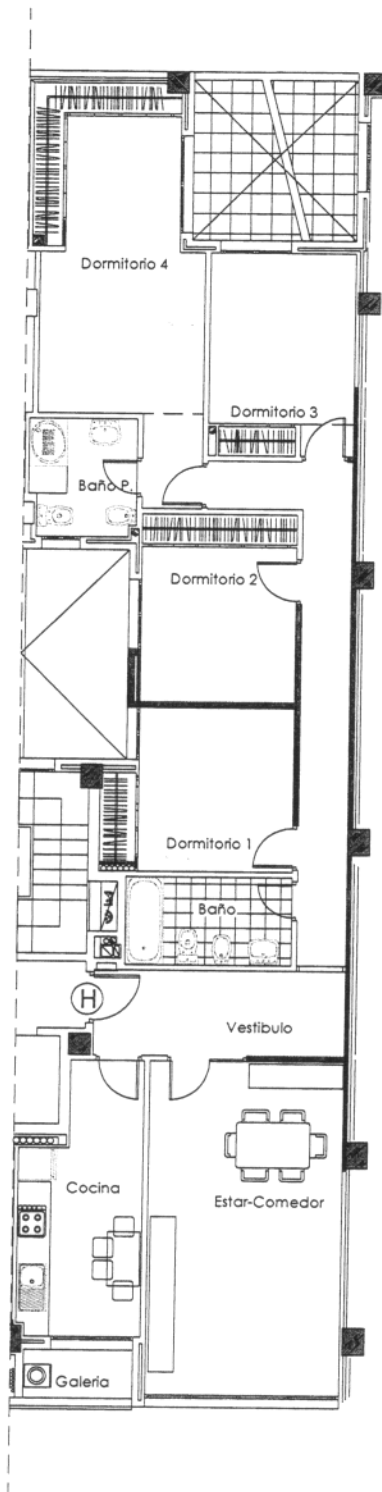 Dormitorio 4
Dormitorio 3
Baño P.
Dormitorio 2
Dormitorio 1
Baño
H
Vestibulo
Cocina
Estar-Comedor
Galeria